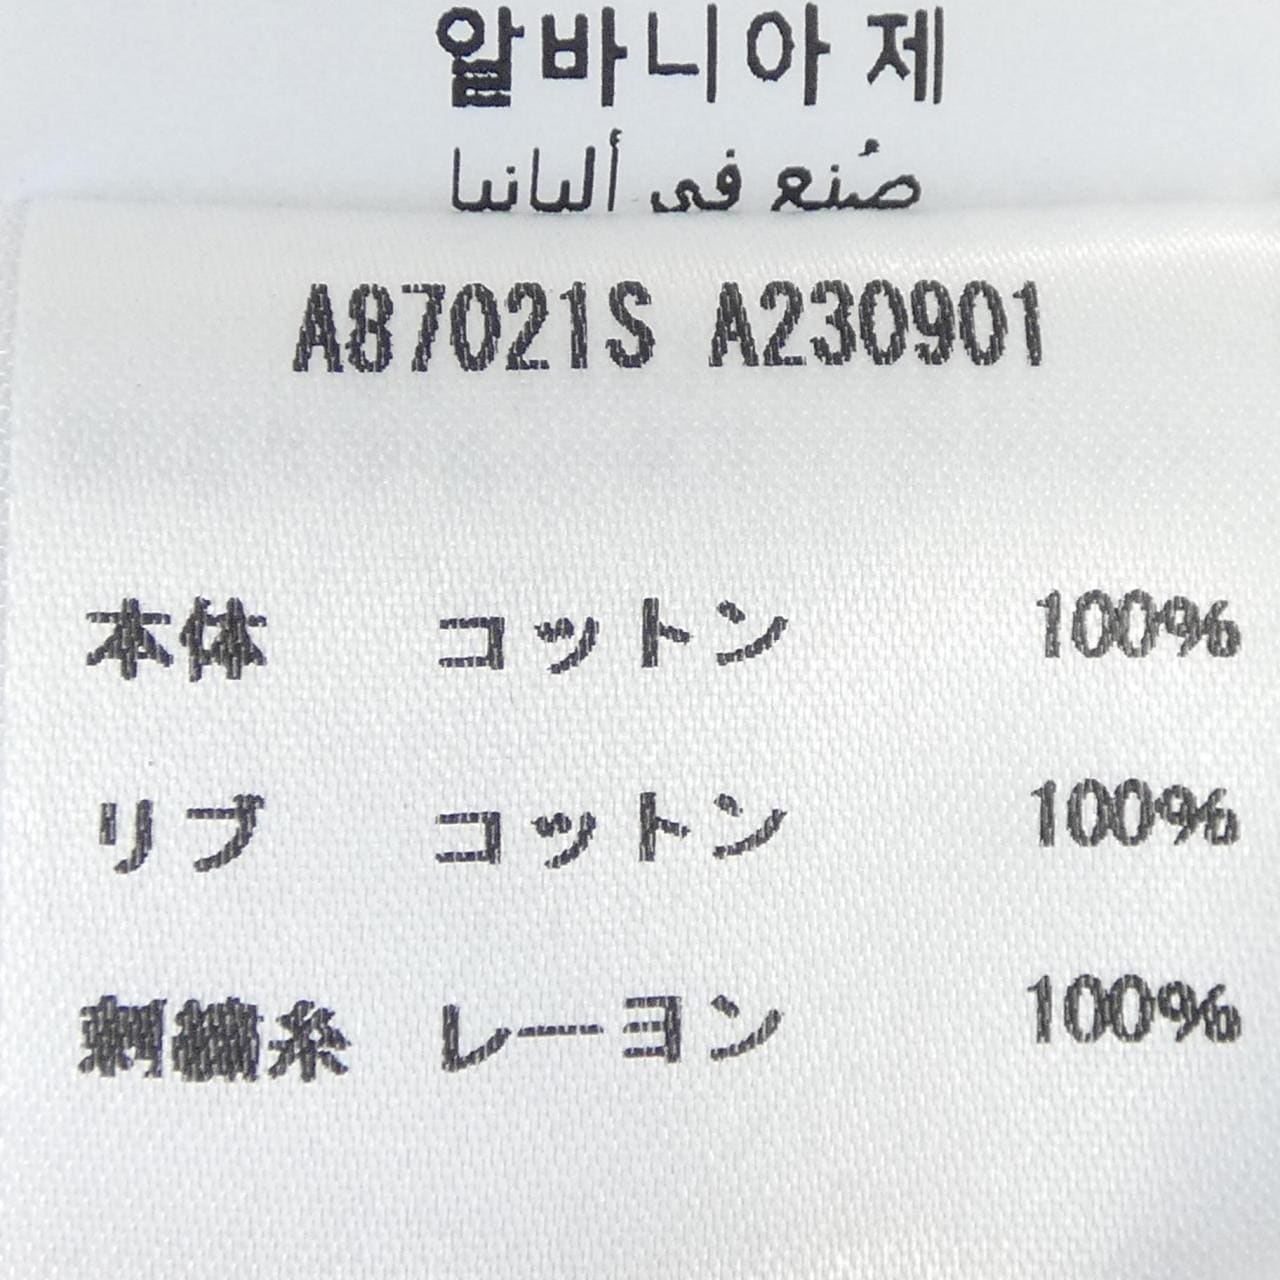 알바니아 제
صُنع في ألبانيا
A87021S A230901
本体 コットン 100%
リブ コットン 100%
刺繍糸 レーヨン 100%